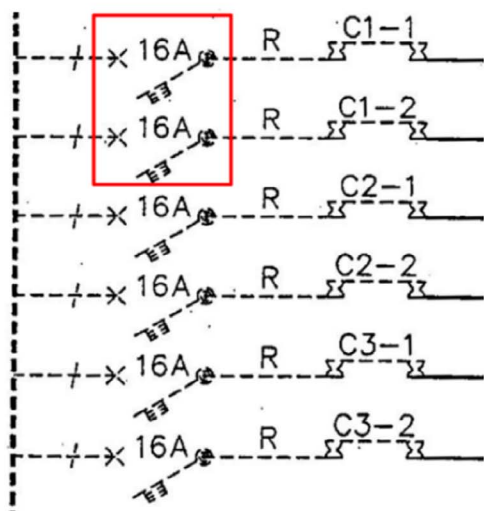 16A R C1-1
16A R C1-2
16A R C2-1
16A R C2-2
16A R C3-1
16A R C3-2